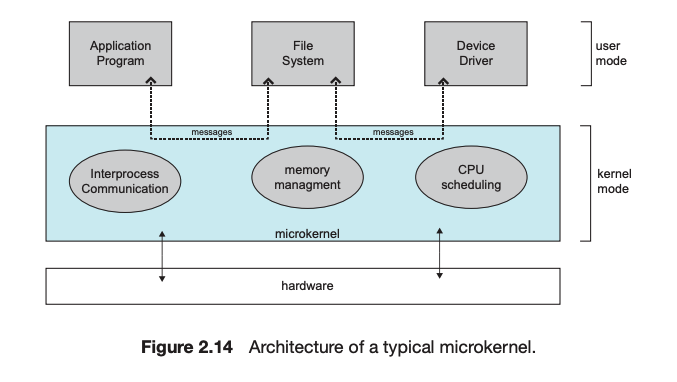 Application
Program
File
System
Device
Driver
user
mode
messages
messages
Interprocess
Communication
memory
managment
CPU
scheduling
kernel
mode
microkernel
hardware
Figure 2.14 Architecture of a typical microkernel.